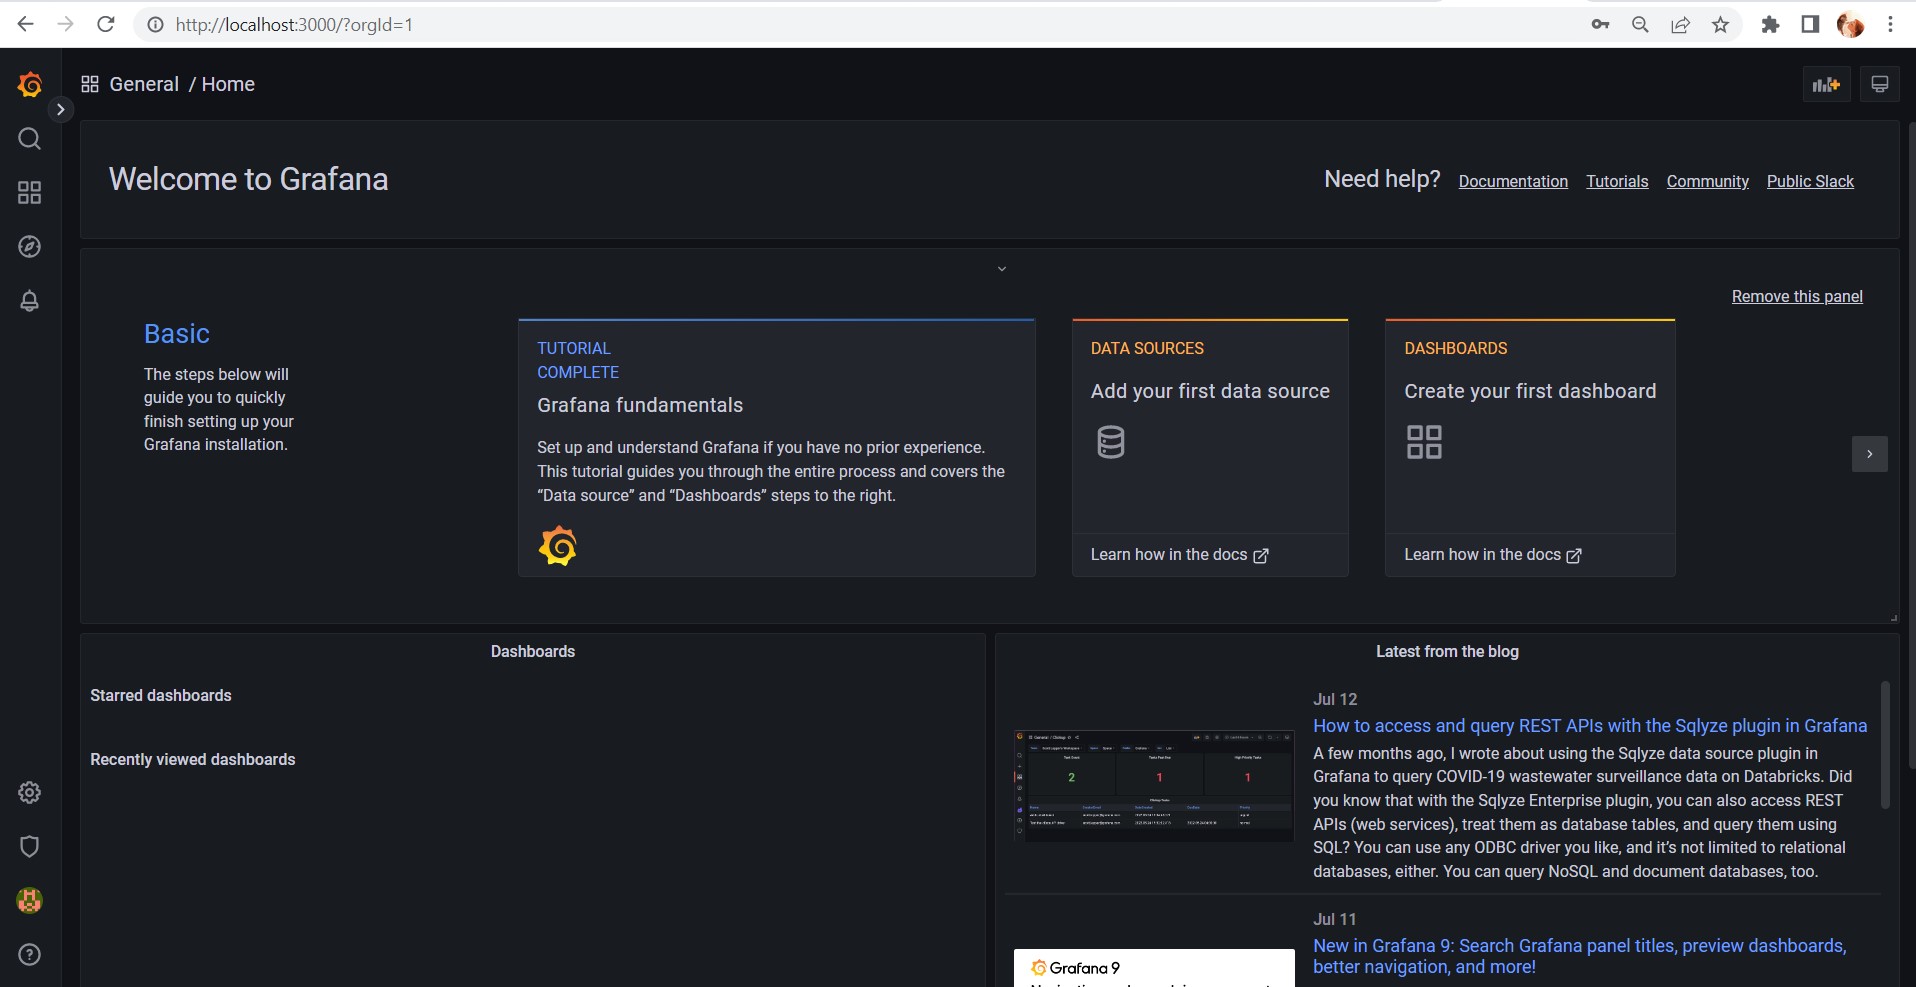 http://localhost:3000/?orgId=1
General / Home
Welcome to Grafana
Need help? Documentation Tutorials Community Public Slack
Remove this panel
Basic
The steps below will
guide you to quickly
finish setting up your
Grafana installation.
TUTORIAL
COMPLETE
Grafana fundamentals
Set up and understand Grafana if you have no prior experience.
This tutorial guides you through the entire process and covers the
“Data source” and “Dashboards” steps to the right.
DATA SOURCES
Add your first data source
Learn how in the docs
DASHBOARDS
Create your first dashboard
Learn how in the docs
Dashboards
Starred dashboards
Recently viewed dashboards
Latest from the blog
2
1
1
Jul 12
How to access and query REST APIs with the Sqlyze plugin in Grafana
A few months ago, I wrote about using the Sqlyze data source plugin in
Grafana to query COVID-19 wastewater surveillance data on Databricks. Did
you know that with the Sqlyze Enterprise plugin, you can also access REST
APIs (web services), treat them as database tables, and query them using
SQL? You can use any ODBC driver you like, and it’s not limited to relational
databases, either. You can query NoSQL and document databases, too.
Grafana 9
Jul 11
New in Grafana 9: Search Grafana panel titles, preview dashboards,
better navigation, and more!